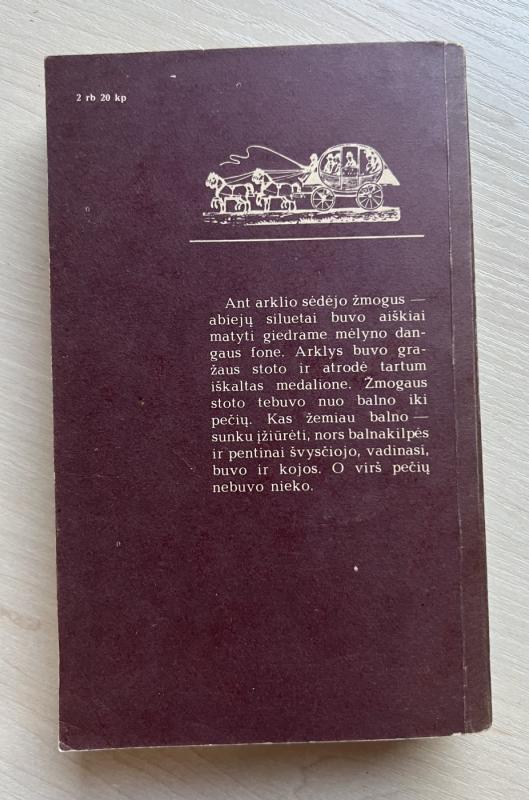 2 rb 20 kp
Ant arklio sėdėjo žmogus —
abiejų siluetai buvo aiškiai
matyti giedrame mėlyno dan-
gaus fone. Arklys buvo gra-
žaus stoto ir atrodė tartum
iškaltas medalione. Žmogaus
stoto tebuvo nuo balno iki
pečių. Kas žemiau balno —
sunku įžiūrėti, nors balnakilpės
ir pentinai švysčiojo, vadinasi,
buvo ir kojos. O virš pečių
nebuvo nieko.